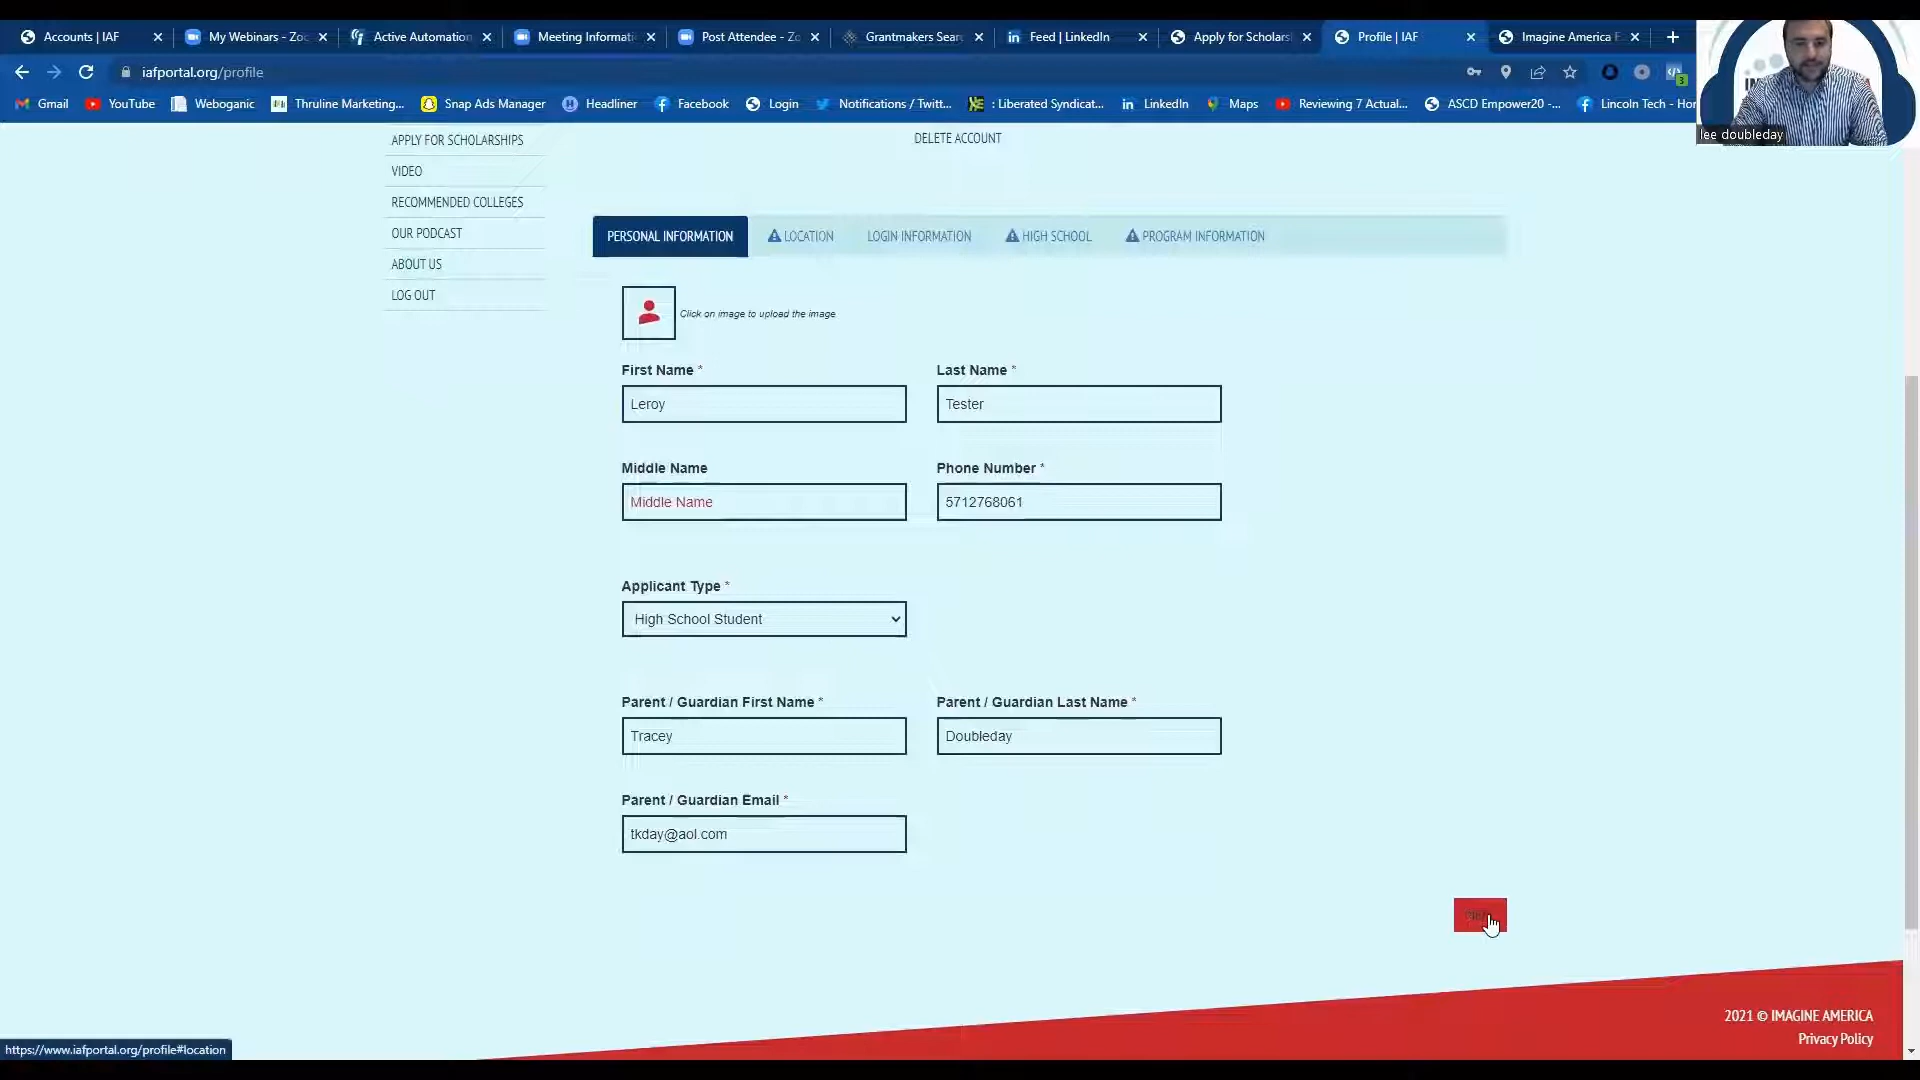 Accounts | IAF
My Webinars - Zoc
Active Automation
Meeting Informati
Post Attendee - Zo
Grantmakers Sear
Feed | LinkedIn
Apply for Scholars
Profile | IAF
Imagine America F
iafportal.org/profile
3
Gmail
YouTube
Weboganic
Thruline Marketing...
Snap Ads Manager
Headliner
Facebook
Login
Notifications / Twitt...
: Liberated Syndicat...
LinkedIn
Maps
Reviewing 7 Actual...
ASCD Empower20 -...
Lincoln Tech - Hor
lee doubleday
APPLY FOR SCHOLARSHIPS
VIDEO
RECOMMENDED COLLEGES
OUR PODCAST
ABOUT US
LOG OUT
DELETE ACCOUNT
PERSONAL INFORMATION
LOCATION
LOGIN INFORMATION
HIGH SCHOOL
PROGRAM INFORMATION
Click on image to upload the image
First Name *
Last Name *
Leroy
Tester
Middle Name
Phone Number *
Middle Name
5712768061
Applicant Type *
High School Student
Parent / Guardian First Name *
Parent / Guardian Last Name *
Tracey
Doubleday
Parent / Guardian Email *
tkday@aol.com
2021 © IMAGINE AMERICA
Privacy Policy
https://www.iafportal.org/profile#location